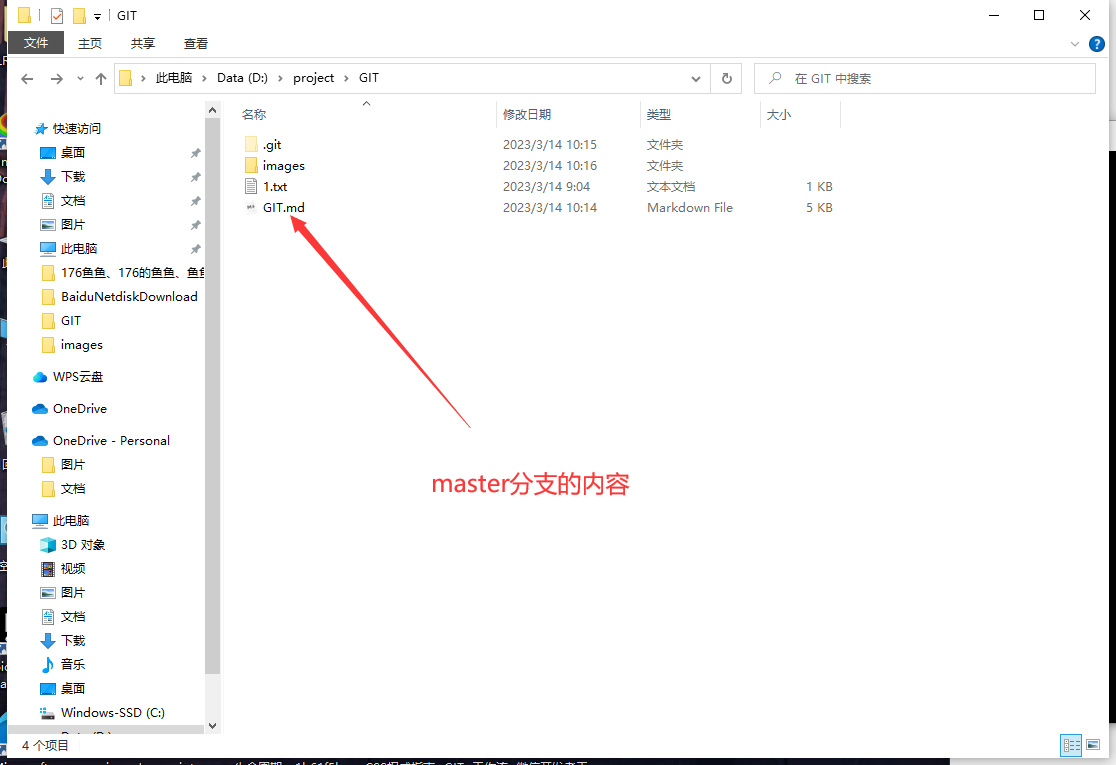 GIT
文件 主页 共享 查看
此电脑 Data (D:) project GIT
在 GIT 中搜索
名称 修改日期 类型 大小
.git 2023/3/14 10:15 文件夹
images 2023/3/14 10:16 文件夹
1.txt 2023/3/14 9:04 文本文档 1 KB
GIT.md 2023/3/14 10:14 Markdown File 5 KB
master分支的内容
快速访问
桌面
下载
文档
图片
此电脑
176鱼鱼、176的鱼鱼、鱼鱼
BaiduNetdiskDownload
GIT
images
WPS云盘
OneDrive
OneDrive - Personal
图片
文档
此电脑
3D 对象
视频
图片
文档
下载
音乐
桌面
Windows-SSD (C:)
4 个项目